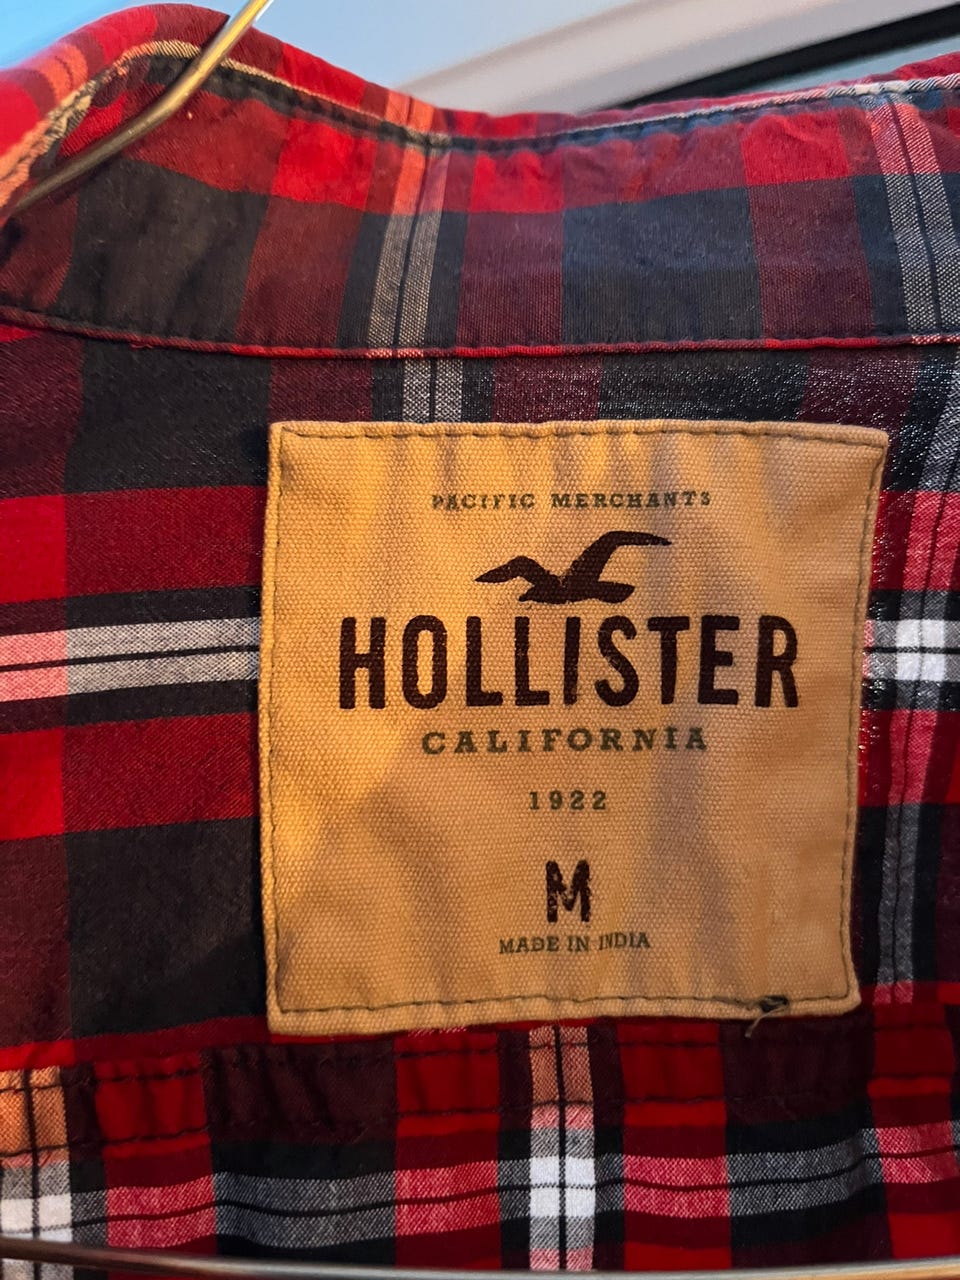 PACIFIC MERCHANTS
HOLLISTER
CALIFORNIA
1922
M
MADE IN INDIA